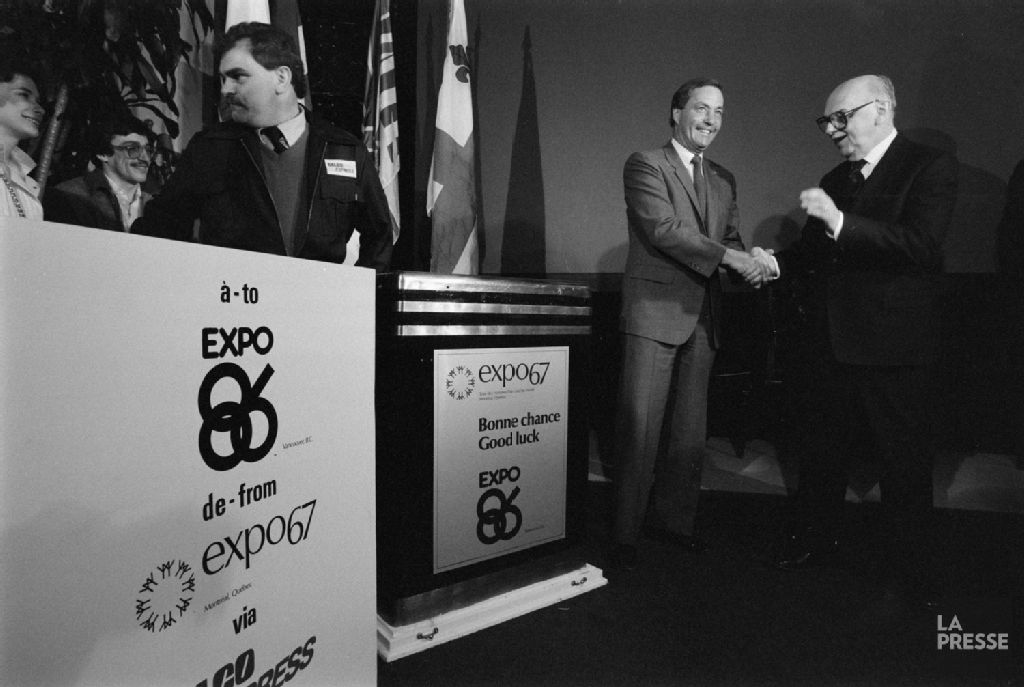 à - to
EXPO
86
Vancouver, B.C.
de - from
expo67
Montréal, Québec
via
expo67
Bonne chance
Good luck
EXPO
86
LA
PRESSE